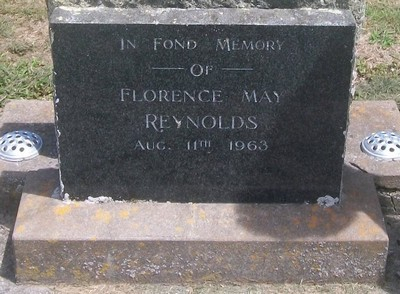 In Fond Memory
Of
Florence May
Reynolds
Aug. 11th 1963